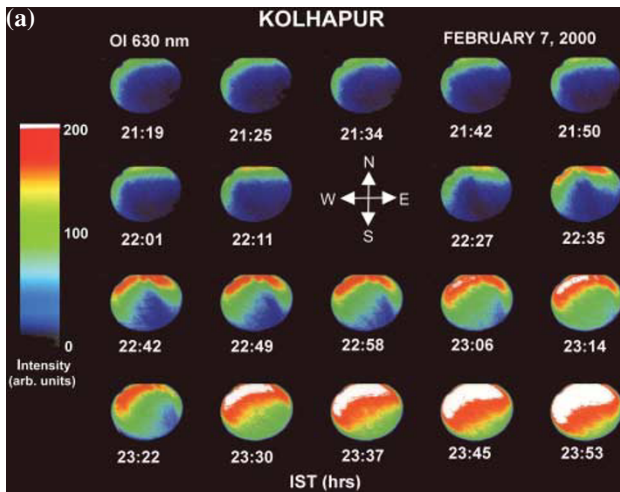 (a)
KOLHAPUR
OI 630 nm
FEBRUARY 7, 2000
21:19 21:25 21:34 21:42 21:50
200
100
0
Intensity
(arb. units)
22:01 22:11 22:27 22:35
N
W E
S
22:42 22:49 22:58 23:06 23:14
23:22 23:30 23:37 23:45 23:53
IST (hrs)